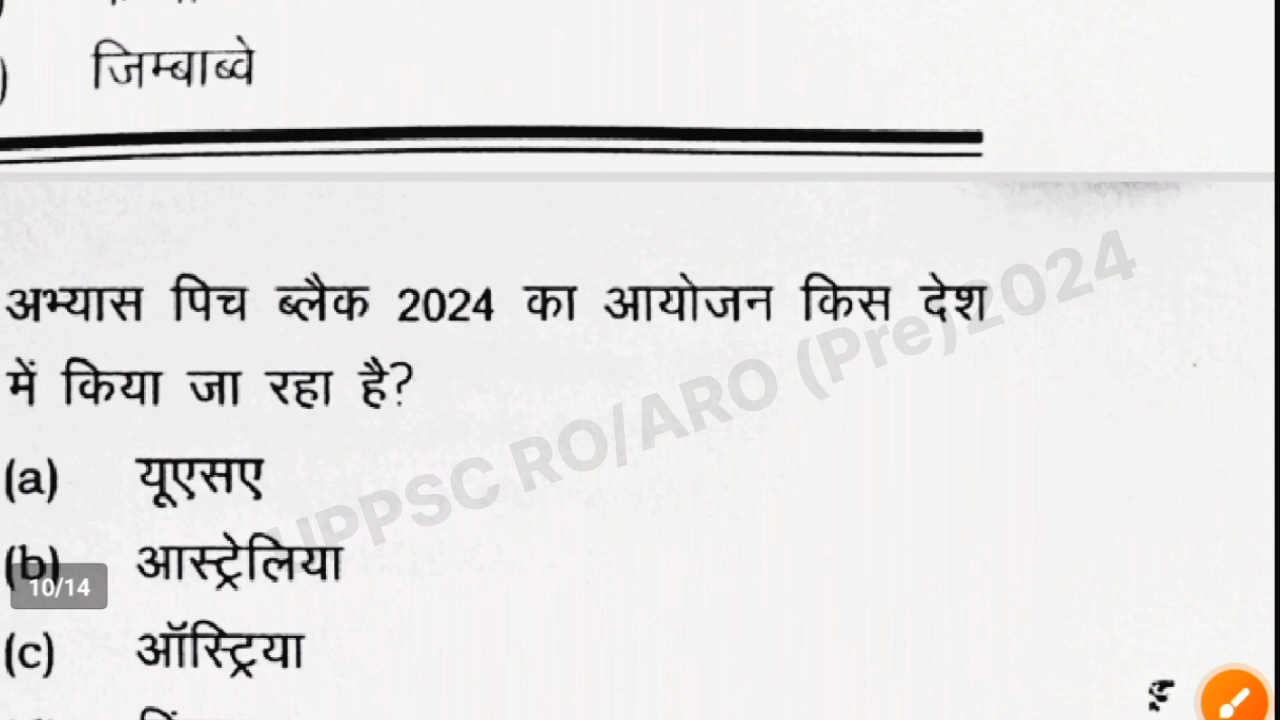 जिम्बाब्वे
अभ्यास पिच ब्लैक 2024 का आयोजन किस देश
में किया जा रहा है?
(a) यूएसए
(b) आस्ट्रेलिया
10/14
(c) ऑस्ट्रिया
UPPSC RO/ARO (Pre)2024